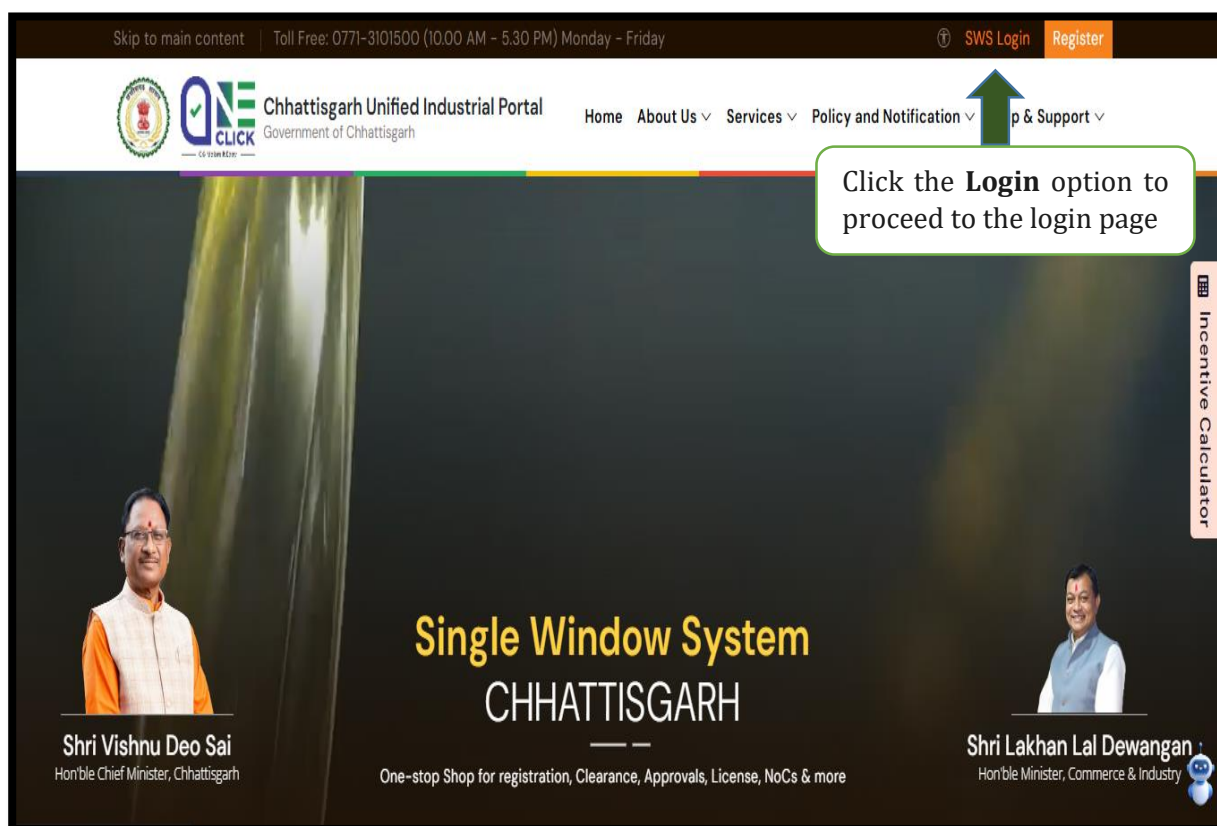 Skip to main content | Toll Free: 0771-3101500 (10.00 AM - 5.30 PM) Monday - Friday SWS Login Register
ONE CLICK
Chhattisgarh Unified Industrial Portal
Government of Chhattisgarh
Home About Us Services Policy and Notification p & Support
Click the Login option to
proceed to the login page
Incentive Calculator
Single Window System
CHHATTISGARH
One-stop Shop for registration, Clearance, Approvals, License, NoCs & more
Shri Vishnu Deo Sai
Hon'ble Chief Minister, Chhattisgarh
Shri Lakhan Lal Dewangan
Hon'ble Minister, Commerce & Industry